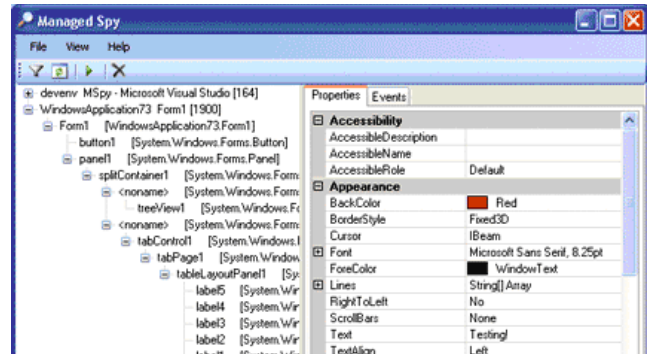 Managed Spy
File View Help
devenv MSpy - Microsoft Visual Studio [164]
WindowsApplication73 Form1 [1900]
Form1 [WindowsApplication73.Form1]
button1 [System.Windows.Forms.Button]
panel1 [System.Windows.Forms.Panel]
splitContainer1 [System.Windows.Form
<noname> [System.Windows.Form
treeView1 [System.Windows.Fo
<noname> [System.Windows.Form
tabControl1 [System.Windows.
tabPage1 [System.Window
tableLayoutPanel1 [Sy
label5 [System.Wir
label4 [System.Wir
label3 [System.Wir
label2 [System.Wir
Properties Events
Accessibility
AccessibleDescription
AccessibleName
AccessibleRole Default
Appearance
BackColor Red
BorderStyle Fixed3D
Cursor IBeam
Font Microsoft Sans Serif, 8.25pt
ForeColor WindowText
Lines String[] Array
RightToLeft No
ScrollBars None
Text Testing!
TextAlign Left